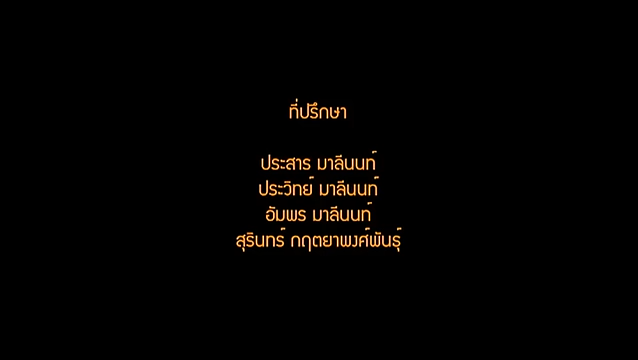 ที่ปรึกษา
ประสาร มาลีนนท์
ประวิทย์ มาลีนนท์
อัมพร มาลีนนท์
สุรินทร์ กฤตยาพงศ์พันธุ์